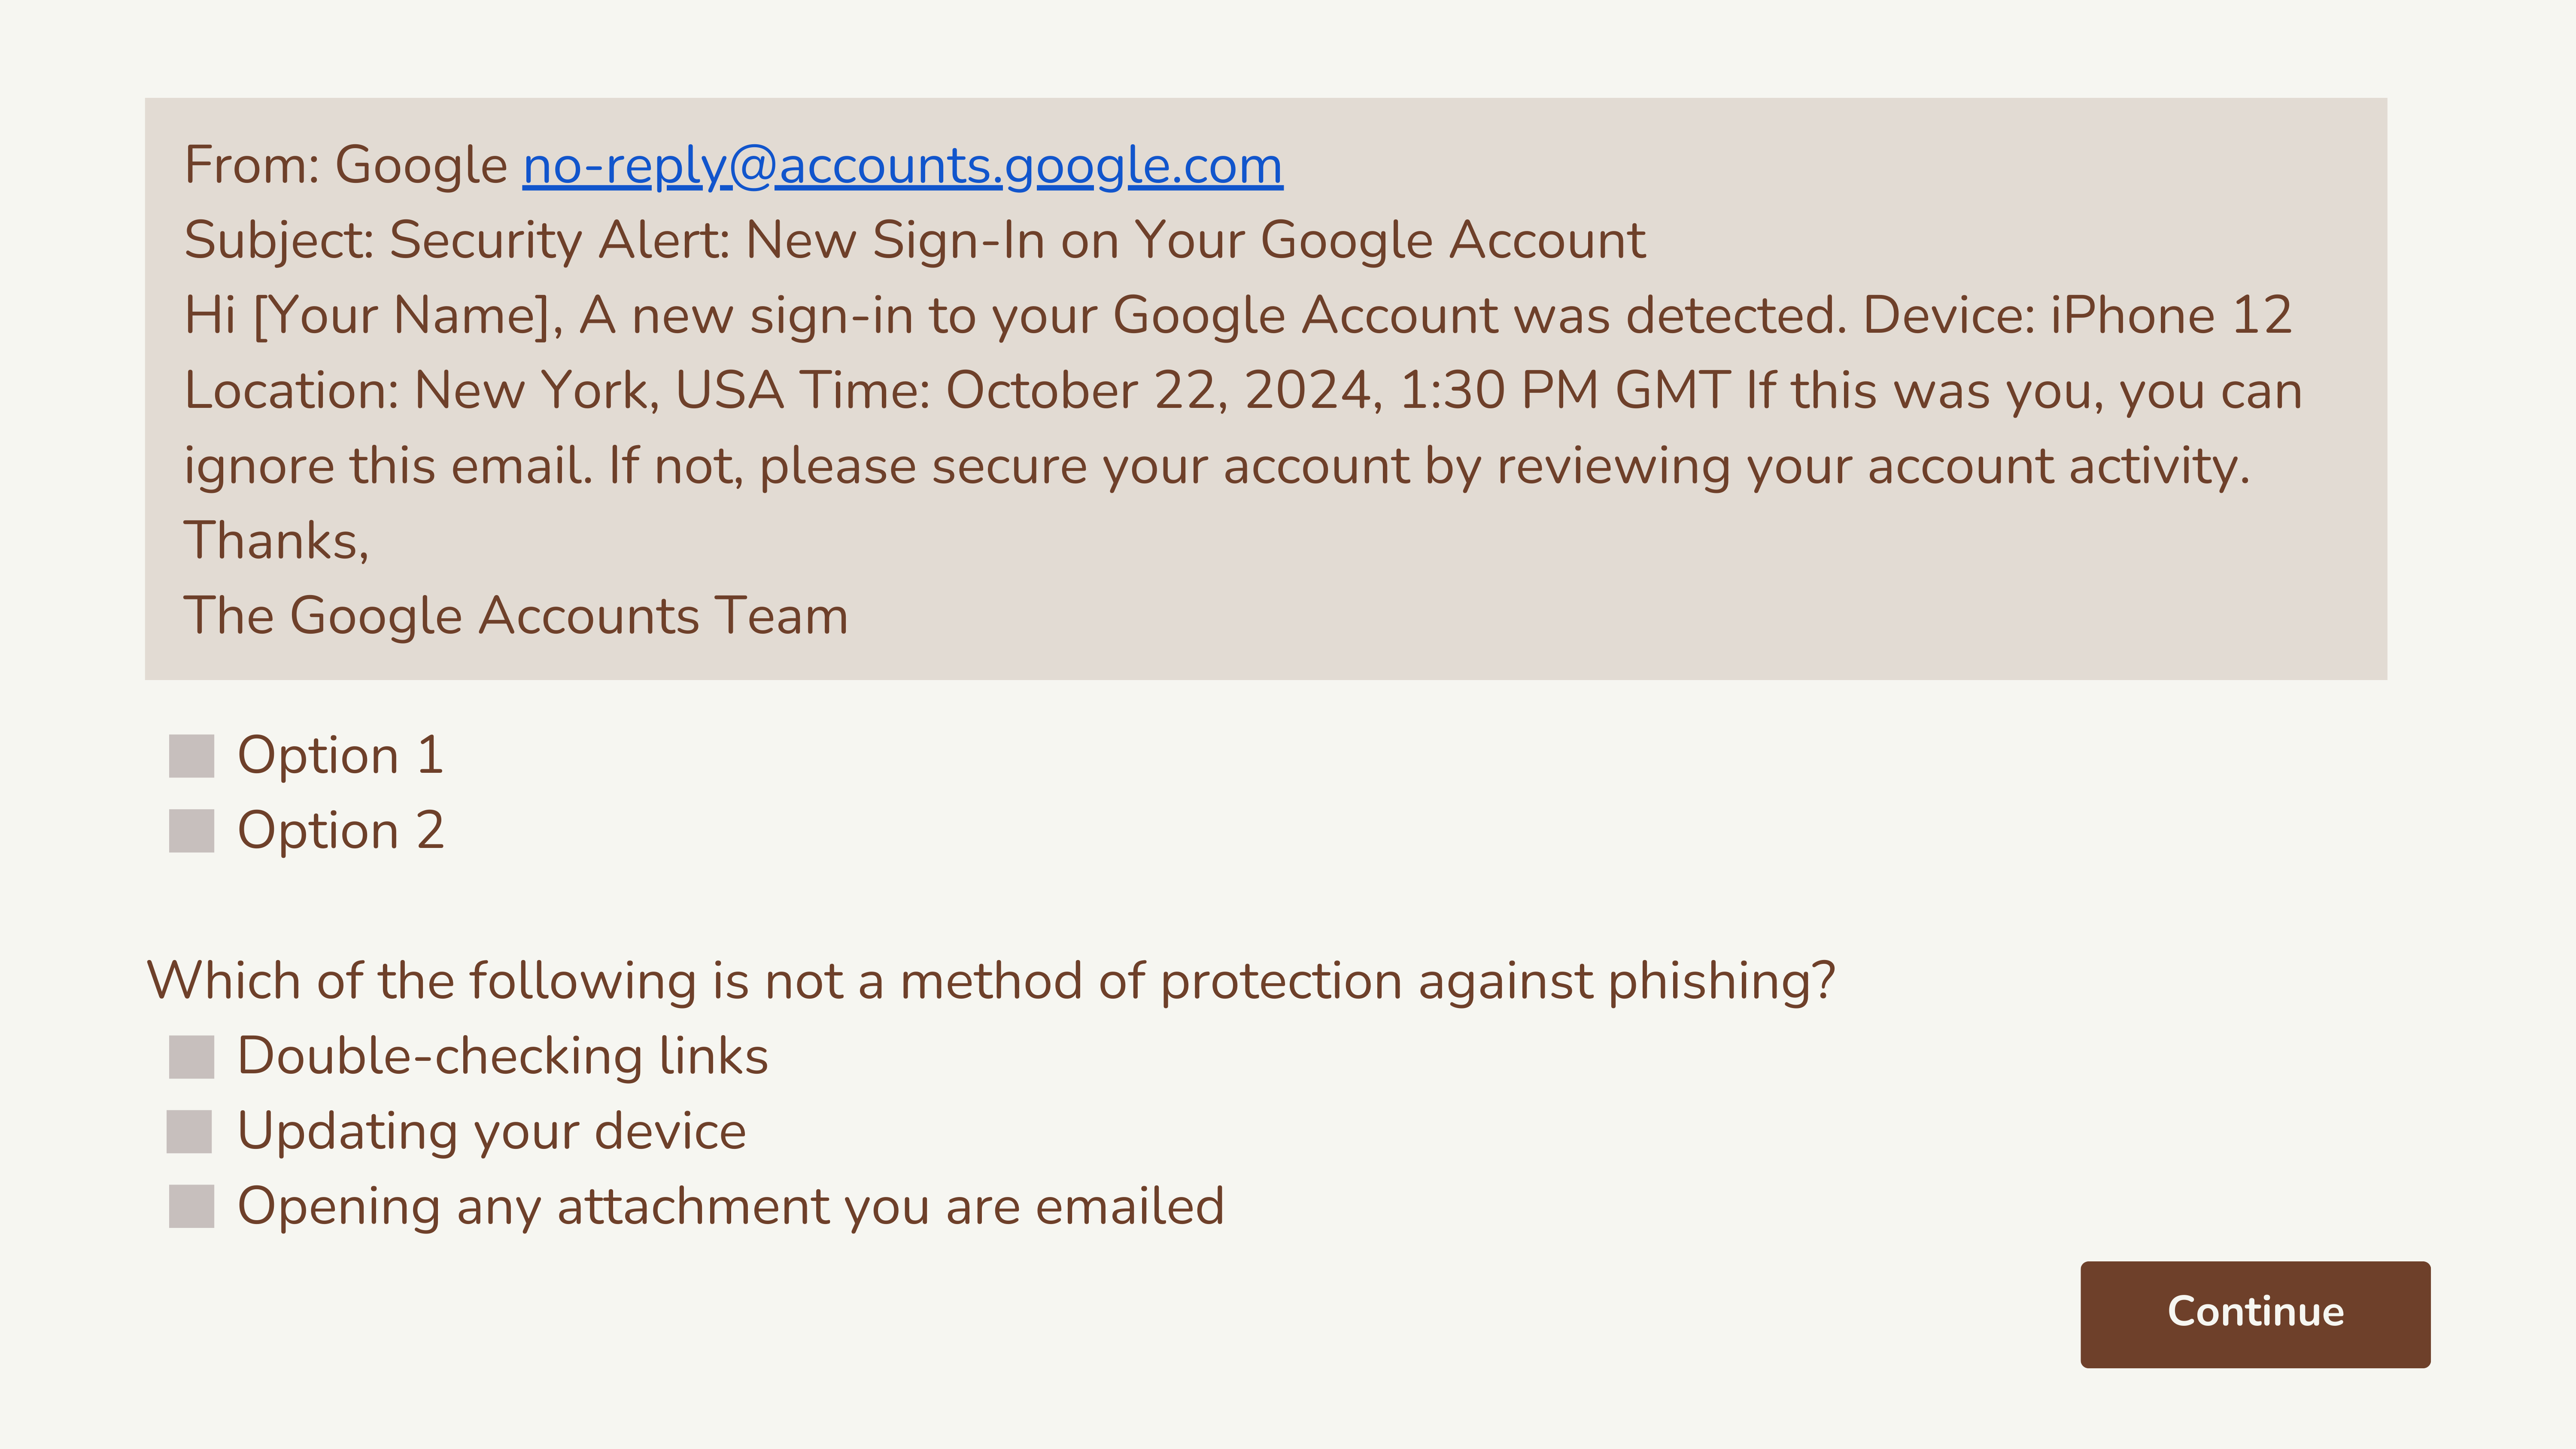 From: Google no-reply@accounts.google.com
Subject: Security Alert: New Sign-In on Your Google Account
Hi [Your Name], A new sign-in to your Google Account was detected. Device: iPhone 12
Location: New York, USA Time: October 22, 2024, 1:30 PM GMT If this was you, you can
ignore this email. If not, please secure your account by reviewing your account activity.
Thanks,
The Google Accounts Team
Option 1
Option 2
Which of the following is not a method of protection against phishing?
Double-checking links
Updating your device
Opening any attachment you are emailed
Continue